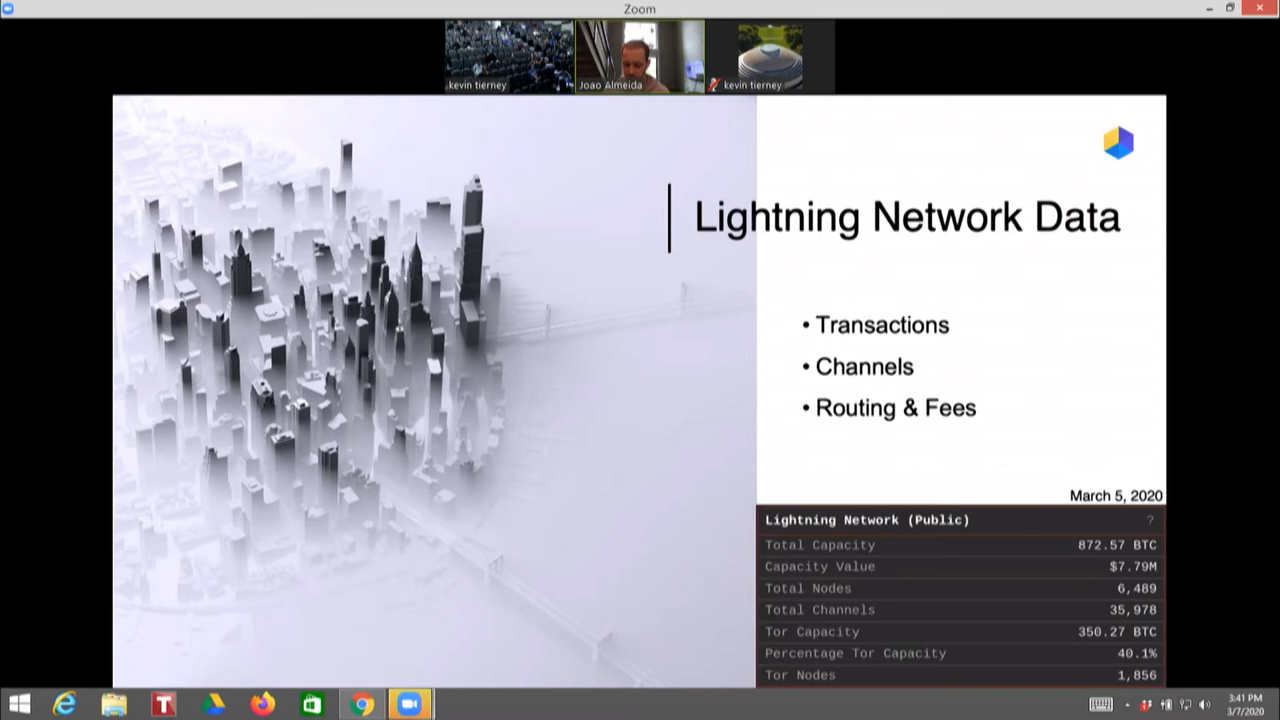 Zoom
kevin tierney
Joao Almeida
kevin tierney
Lightning Network Data
• Transactions
• Channels
• Routing & Fees
March 5, 2020
Lightning Network (Public) ?
Total Capacity 872.57 BTC
Capacity Value $7.79M
Total Nodes 6,489
Total Channels 35,978
Tor Capacity 350.27 BTC
Percentage Tor Capacity 40.1%
Tor Nodes 1,856
3:41 PM
3/7/2020